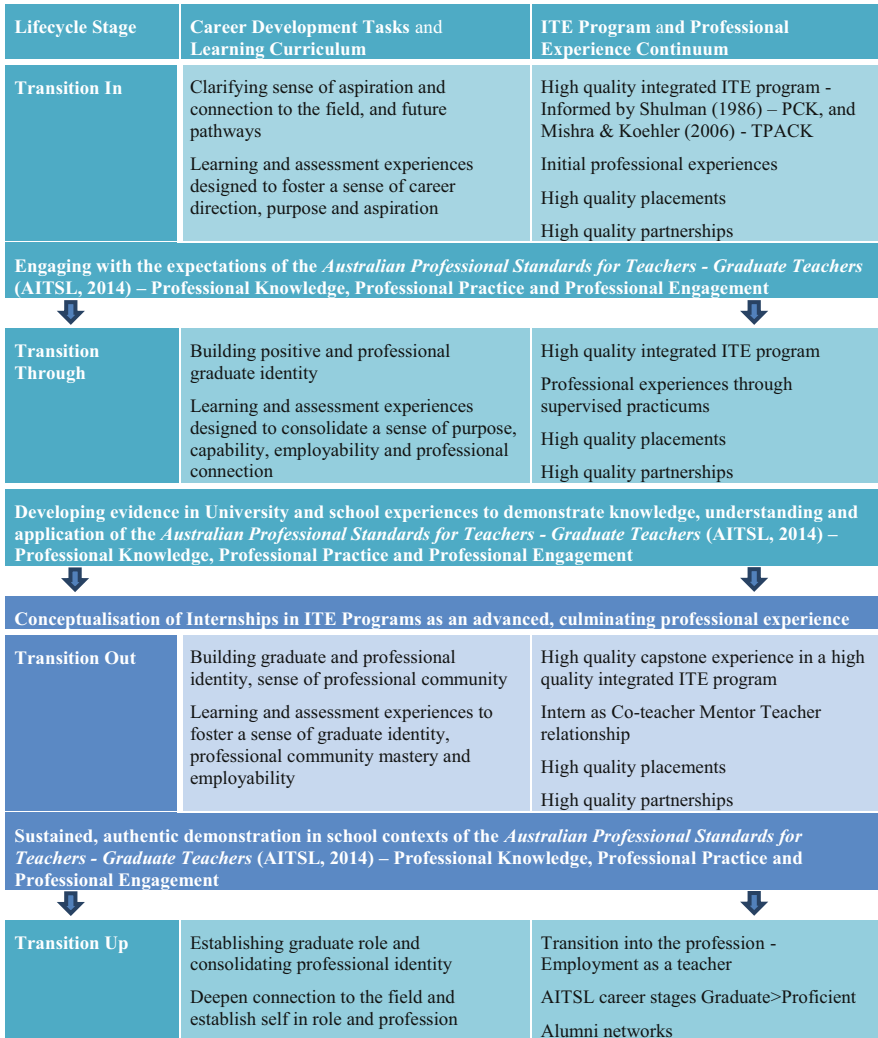 Lifecycle Stage
Career Development Tasks and
Learning Curriculum
ITE Program and Professional
Experience Continuum
Transition In
Clarifying sense of aspiration and
connection to the field, and future
pathways
Learning and assessment experiences
designed to foster a sense of career
direction, purpose and aspiration
High quality integrated ITE program -
Informed by Shulman (1986) – PCK, and
Mishra & Koehler (2006) - TPACK
Initial professional experiences
High quality placements
High quality partnerships
Engaging with the expectations of the Australian Professional Standards for Teachers - Graduate Teachers
(AITSL, 2014) – Professional Knowledge, Professional Practice and Professional Engagement
Transition
Through
Building positive and professional
graduate identity
Learning and assessment experiences
designed to consolidate a sense of purpose,
capability, employability and professional
connection
High quality integrated ITE program
Professional experiences through
supervised practicums
High quality placements
High quality partnerships
Developing evidence in University and school experiences to demonstrate knowledge, understanding and
application of the Australian Professional Standards for Teachers - Graduate Teachers (AITSL, 2014) –
Professional Knowledge, Professional Practice and Professional Engagement
Conceptualisation of Internships in ITE Programs as an advanced, culminating professional experience
Transition Out
Building graduate and professional
identity, sense of professional community
Learning and assessment experiences to
foster a sense of graduate identity,
professional community mastery and
employability
High quality capstone experience in a high
quality integrated ITE program
Intern as Co-teacher Mentor Teacher
relationship
High quality placements
High quality partnerships
Sustained, authentic demonstration in school contexts of the Australian Professional Standards for
Teachers - Graduate Teachers (AITSL, 2014) – Professional Knowledge, Professional Practice and
Professional Engagement
Transition Up
Establishing graduate role and
consolidating professional identity
Deepen connection to the field and
establish self in role and profession
Transition into the profession -
Employment as a teacher
AITSL career stages Graduate>Proficient
Alumni networks